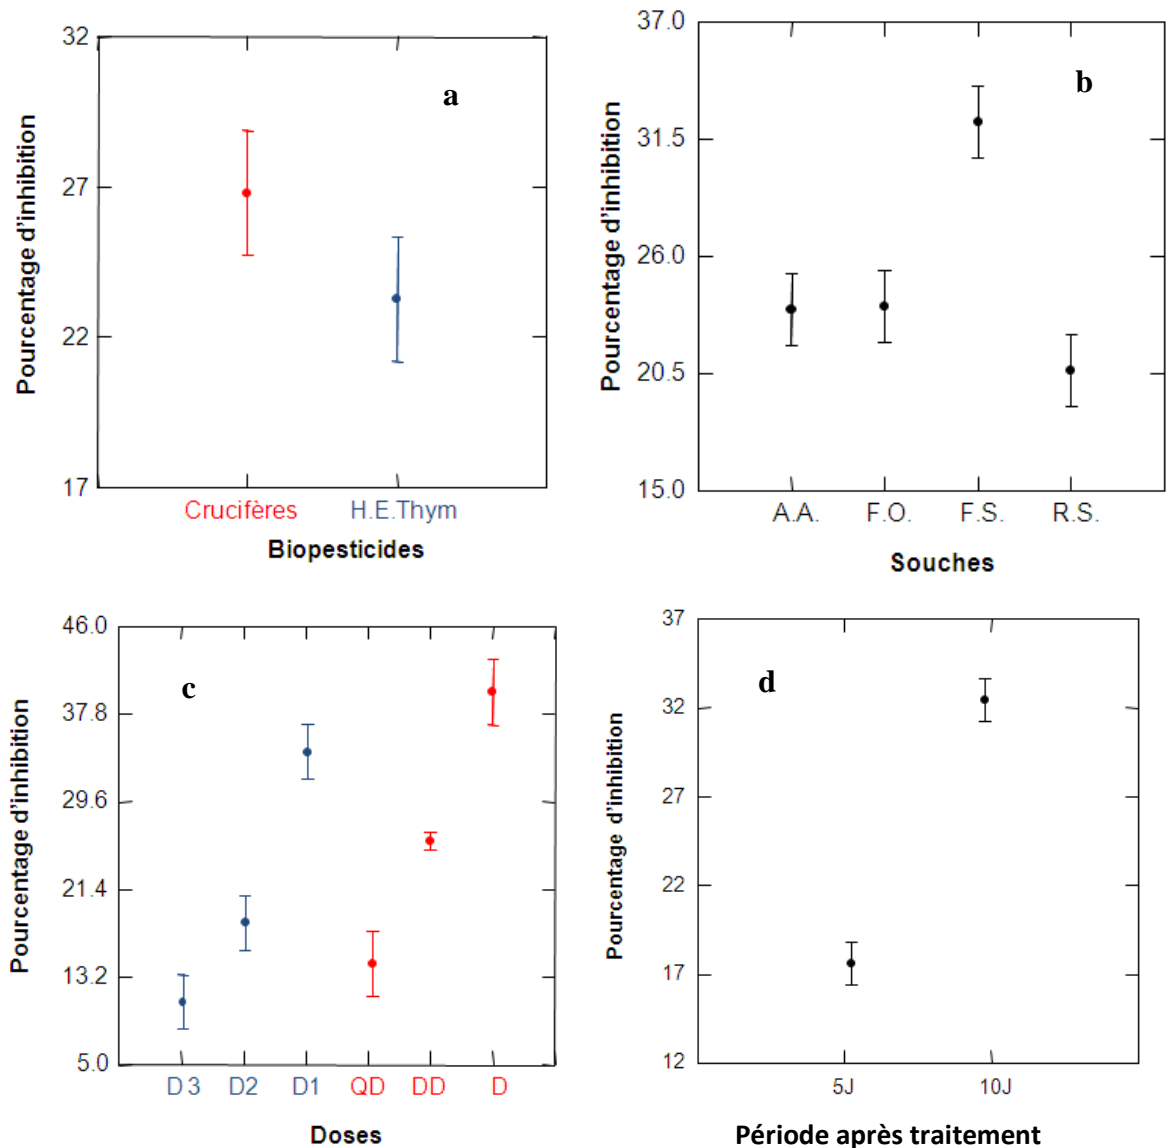 32
27
22
17
Pourcentage d'inhibition
a
Crucifères H.E.Thym
Biopesticides
37.0
31.5
26.0
20.5
15.0
Pourcentage d'inhibition
b
A.A. F.O. F.S. R.S.
Souches
46.0
37.8
29.6
21.4
13.2
5.0
Pourcentage d'inhibition
c
D3 D2 D1 QD DD D
Doses
37
32
27
22
17
12
Pourcentage d'inhibition
d
5J 10J
Période après traitement